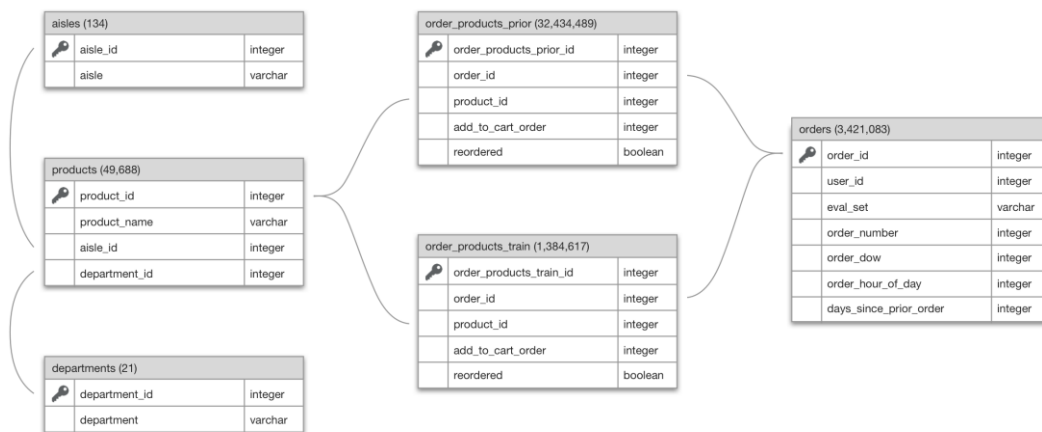 aisles (134)
aisle_id integer
aisle varchar
products (49,688)
product_id integer
product_name varchar
aisle_id integer
department_id integer
departments (21)
department_id integer
department varchar
order_products_prior (32,434,489)
order_products_prior_id integer
order_id integer
product_id integer
add_to_cart_order integer
reordered boolean
order_products_train (1,384,617)
order_products_train_id integer
order_id integer
product_id integer
add_to_cart_order integer
reordered boolean
orders (3,421,083)
order_id integer
user_id integer
eval_set varchar
order_number integer
order_dow integer
order_hour_of_day integer
days_since_prior_order integer